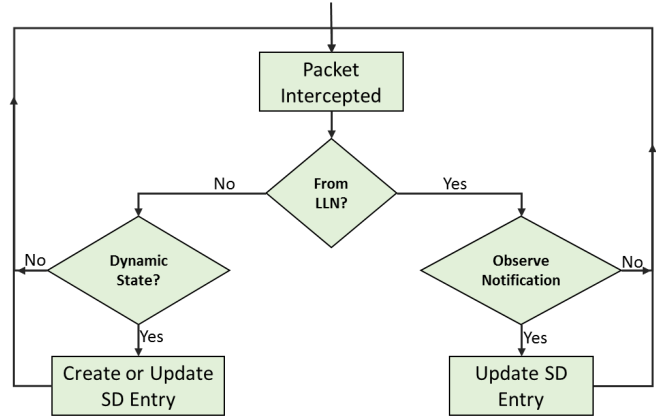 Packet
Intercepted
From
LLN?
No
Yes
Dynamic
State?
Observe
Notification
No
No
Yes
Yes
Create or Update
SD Entry
Update SD
Entry